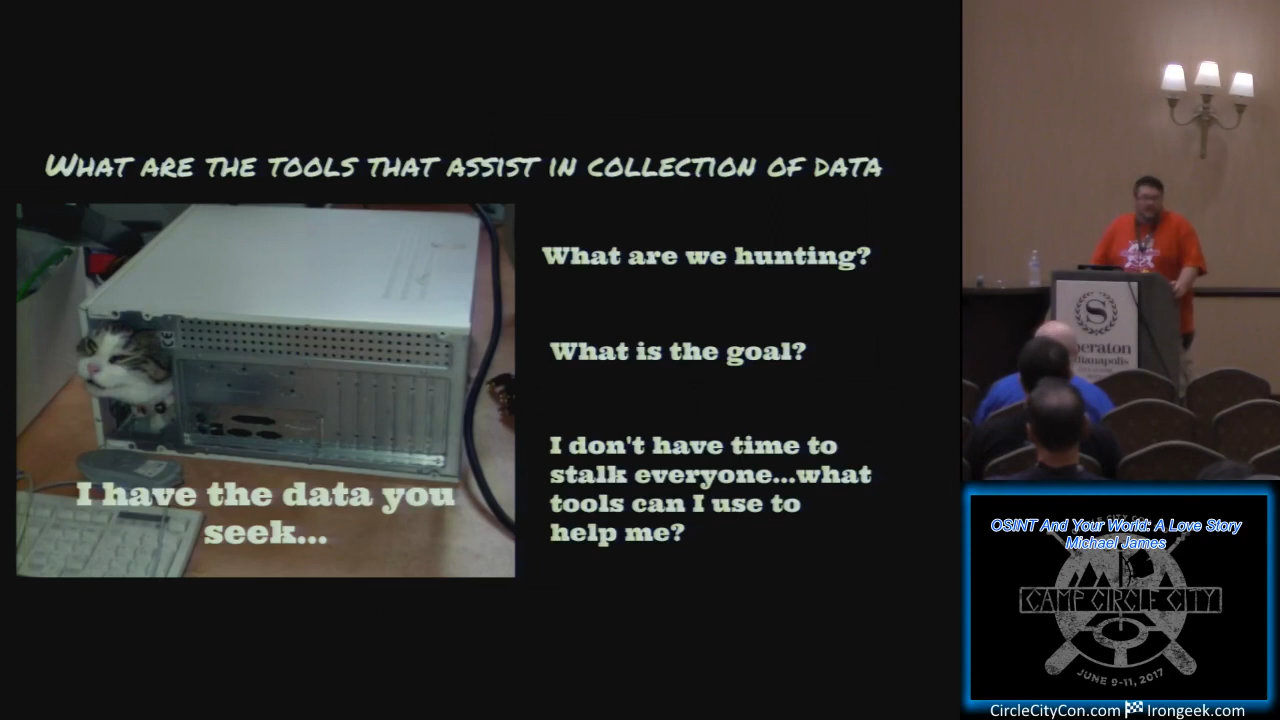 WHAT ARE THE TOOLS THAT ASSIST IN COLLECTION OF DATA
What are we hunting?
What is the goal?
I don't have time to
stalk everyone...what
tools can I use to
help me?
I have the data you
seek...
S
Sheraton
OSINT And Your World: A Love Story
Michael James
CAMP CIRCLE CITY
JUNE 9-11, 2017
CircleCityCon.com Irongeek.com